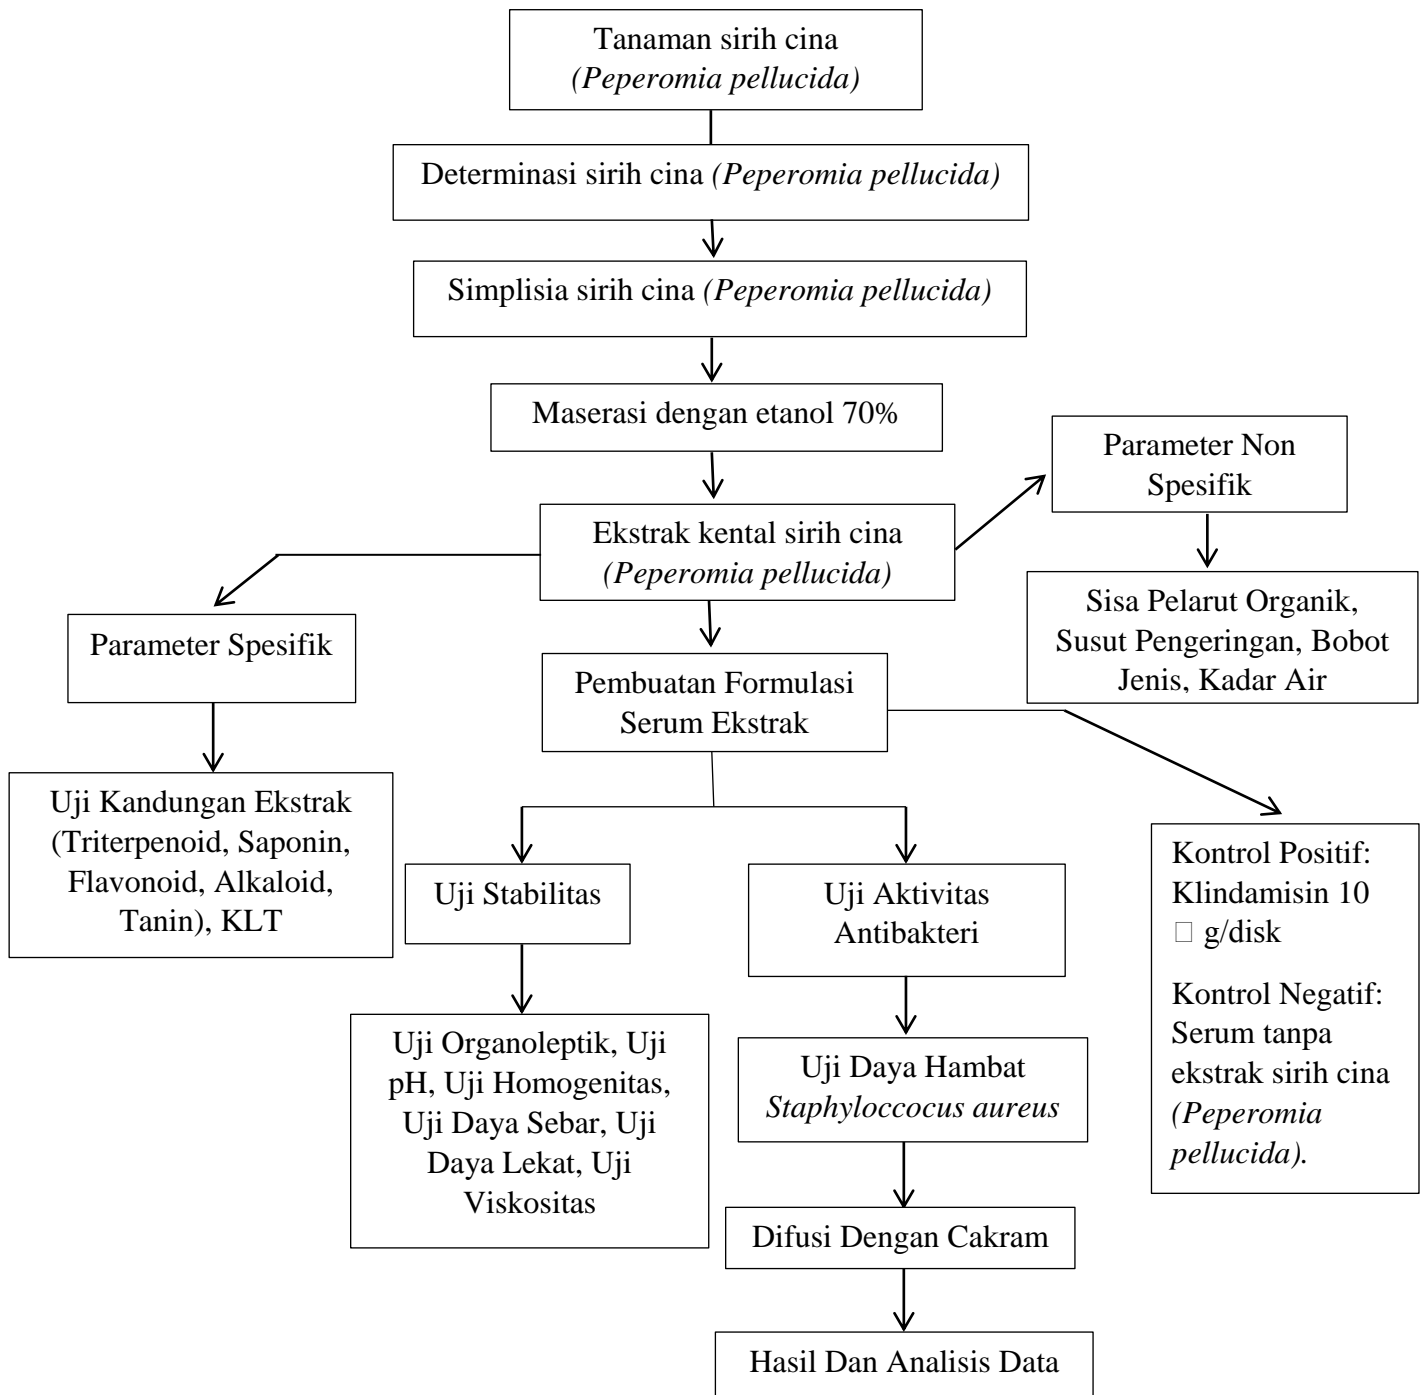 Tanaman sirih cina
(Peperomia pellucida)
Determinasi sirih cina (Peperomia pellucida)
Simplisia sirih cina (Peperomia pellucida)
Maserasi dengan etanol 70%
Parameter Non
Spesifik
Ekstrak kental sirih cina
(Peperomia pellucida)
Sisa Pelarut Organik,
Susut Pengeringan, Bobot
Jenis, Kadar Air
Parameter Spesifik
Pembuatan Formulasi
Serum Ekstrak
Uji Kandungan Ekstrak
(Triterpenoid, Saponin,
Flavonoid, Alkaloid,
Tanin), KLT
Uji Stabilitas
Uji Aktivitas
Antibakteri
Kontrol Positif:
Klindamisin 10
□ g/disk
Kontrol Negatif:
Serum tanpa
ekstrak sirih cina
(Peperomia
pellucida).
Uji Organoleptik, Uji
pH, Uji Homogenitas,
Uji Daya Sebar, Uji
Daya Lekat, Uji
Viskositas
Uji Daya Hambat
Staphyloccocus aureus
Difusi Dengan Cakram
Hasil Dan Analisis Data